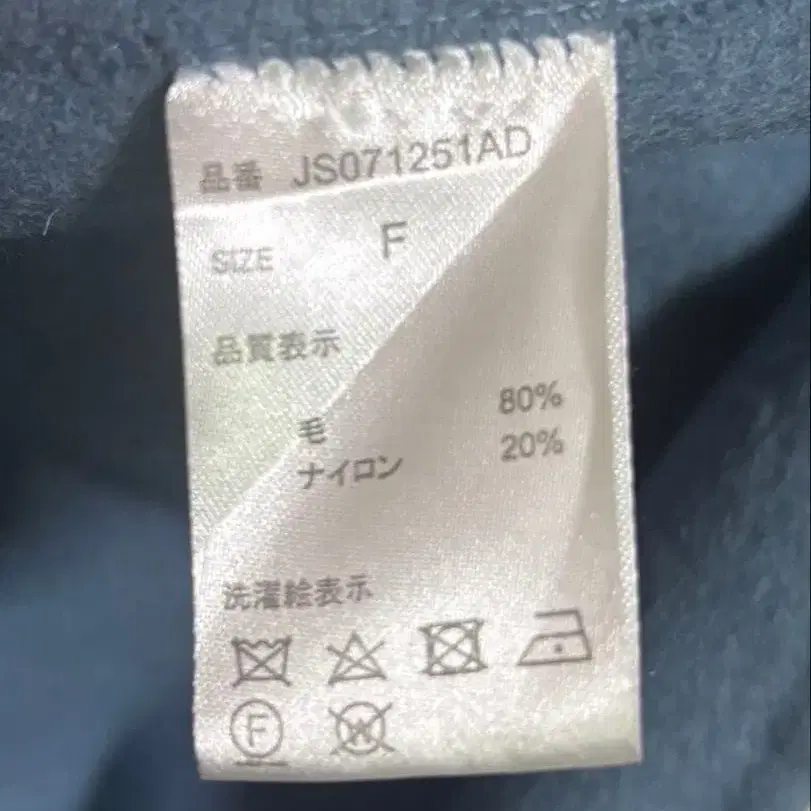 品番 JS071251AD
SIZE F
品質表示
毛 80%
ナイロン 20%
洗濯絵表示
F W